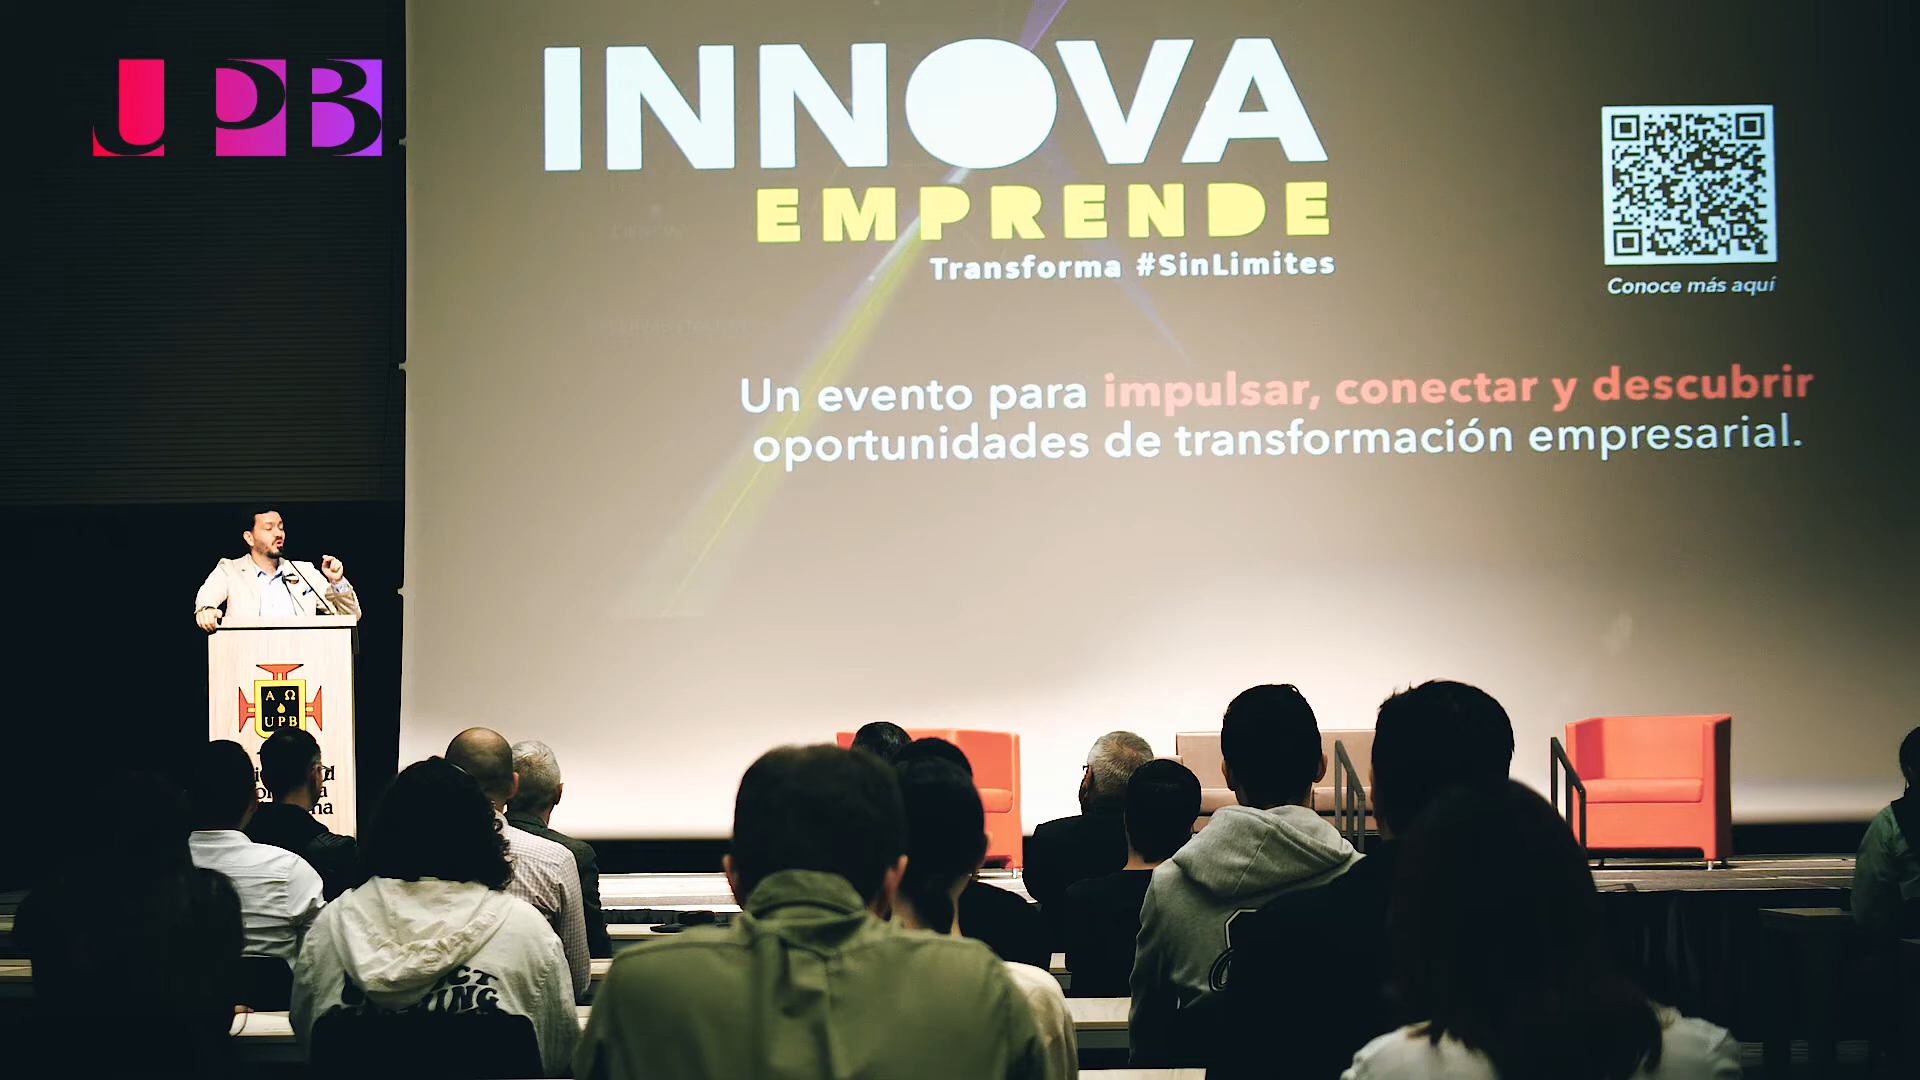 UPB
INNOVA
EMPRENDE
Transforma #SinLimites
Conoce más aquí
Un evento para impulsar, conectar y descubrir
oportunidades de transformación empresarial.
Α Ω
UPB